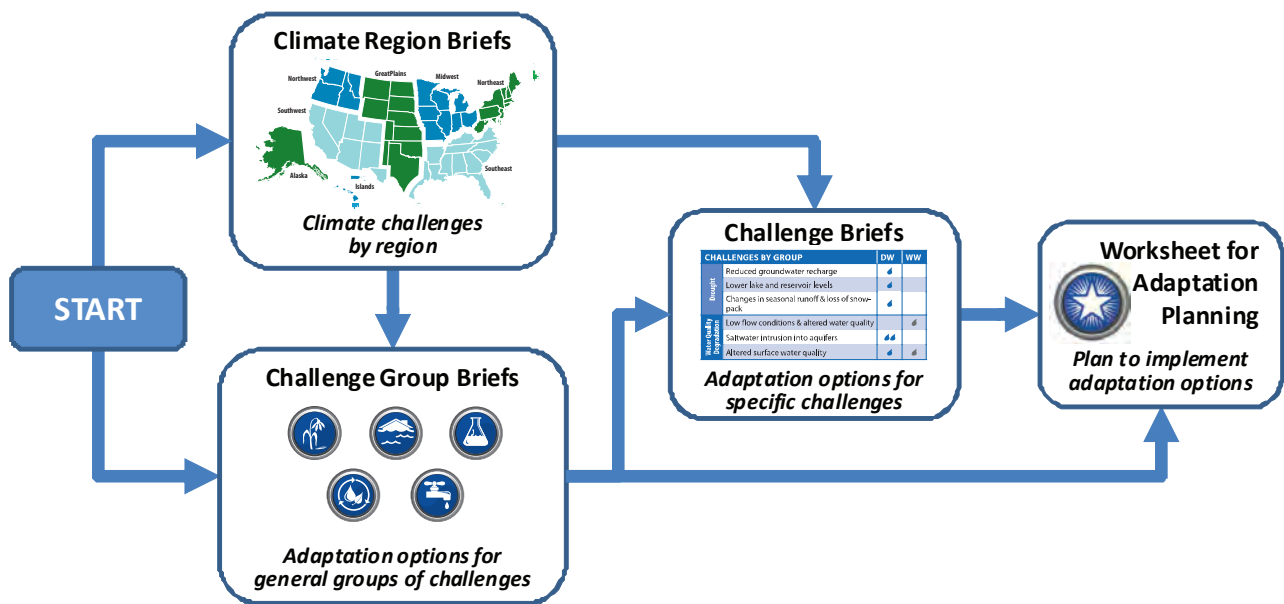 START
Climate Region Briefs
Northwest
GreatPlains
Midwest
Northeast
Southwest
Southeast
Alaska
Islands
Climate challenges
by region
Challenge Group Briefs
Adaptation options for
general groups of challenges
Challenge Briefs
CHALLENGES BY GROUP DW WW
Drought
Reduced groundwater recharge
Lower lake and reservoir levels
Changes in seasonal runoff & loss of snow-
pack
Water Quality
Degradation
Low flow conditions & altered water quality
Saltwater intrusion into aquifers
Altered surface water quality
Adaptation options for
specific challenges
Worksheet for
Adaptation
Planning
Plan to implement
adaptation options